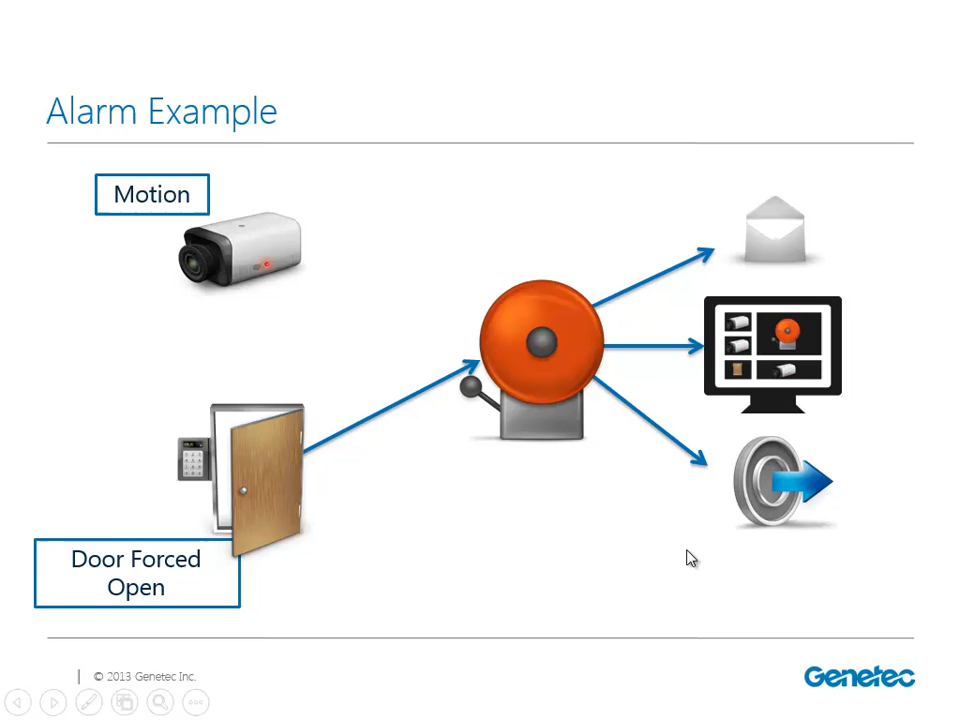 Alarm Example
Motion
Door Forced
Open
© 2013 Genetec Inc.
Genetec